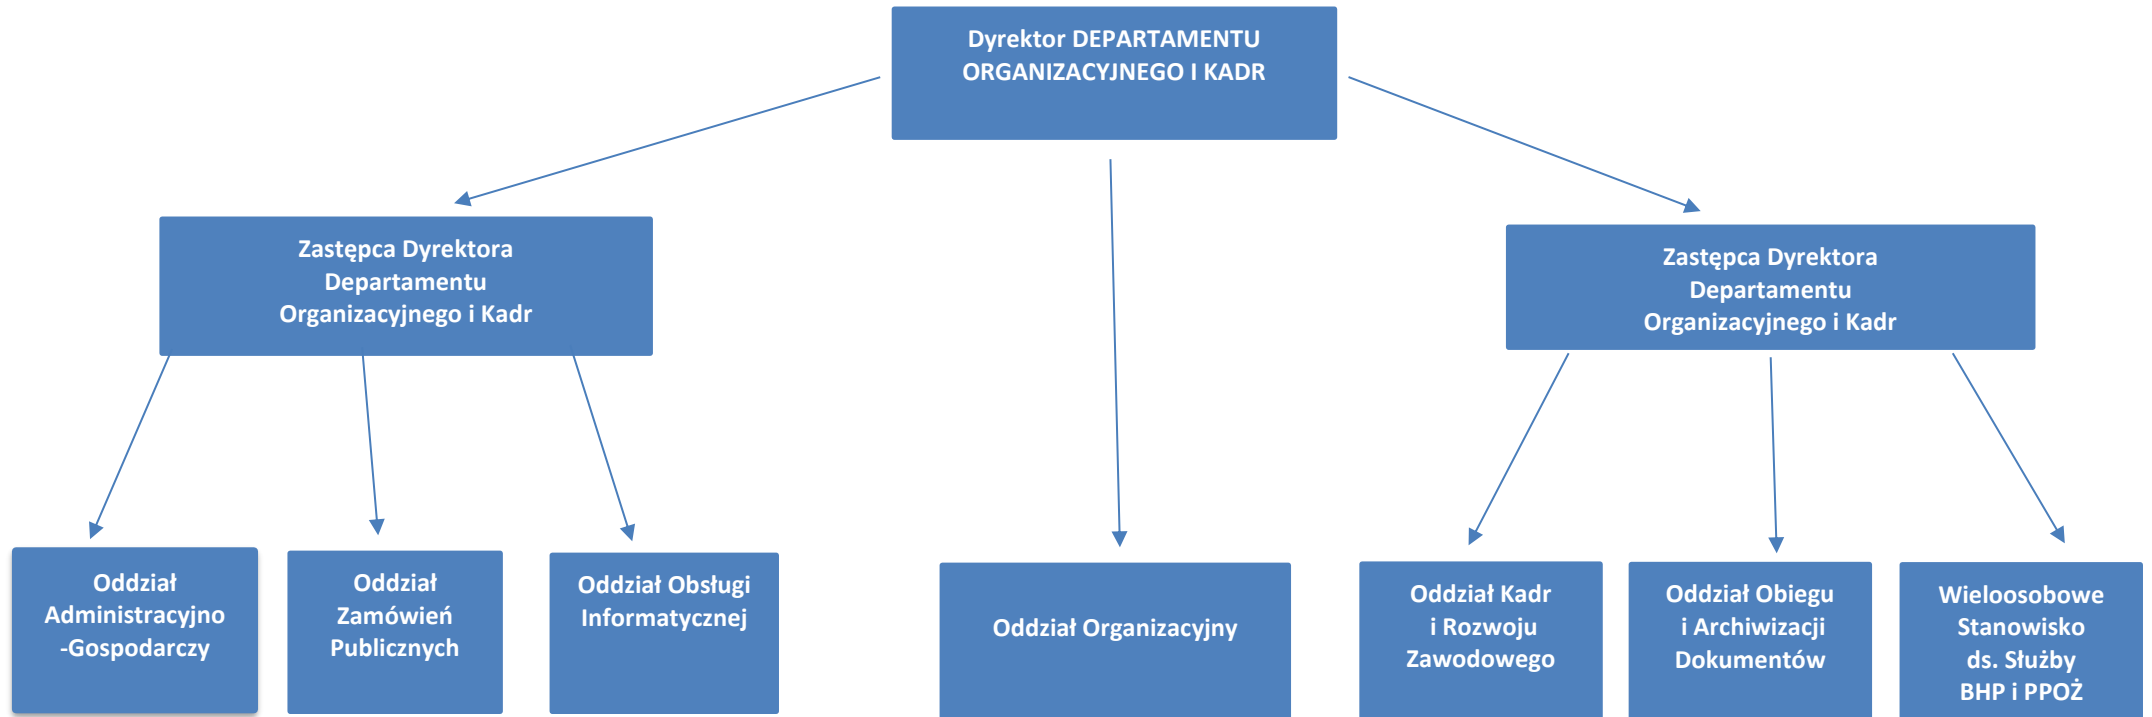 Dyrektor DEPARTAMENTU
ORGANIZACYJNEGO I KADR
Zastępca Dyrektora
Departamentu
Organizacyjnego i Kadr
Zastępca Dyrektora
Departamentu
Organizacyjnego i Kadr
Oddział
Administracyjno
-Gospodarczy
Oddział
Zamówień
Publicznych
Oddział Obsługi
Informatycznej
Oddział Organizacyjny
Oddział Kadr
i Rozwoju
Zawodowego
Oddział Obiegu
i Archiwizacji
Dokumentów
Wieloosobowe
Stanowisko
ds. Służby
BHP i PPOŻ